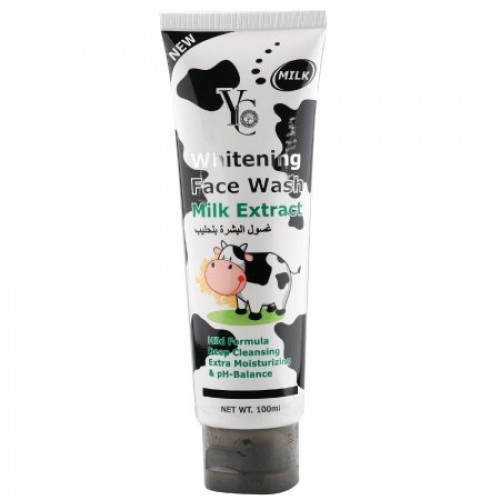 NEW
MILK
YC
Whitening
Face Wash
Milk Extract
غسول البشرة بنحليب
Mild Formula
Deep Cleansing
Extra Moisturizing
& pH-Balance
NET WT. 100ml